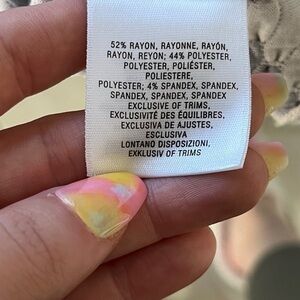 52% RAYON, RAYONNE, RAYÓN,
RAYON, REYON; 44% POLYESTER,
POLYESTER, POLIÉSTER,
POLIESTERE,
POLYESTER; 4% SPANDEX, SPANDEX,
SPANDEX, SPANDEX, SPANDEX
EXCLUSIVE OF TRIMS,
EXCLUSIVITÉ DES ÉQUILIBRES,
EXCLUSIVA DE AJUSTES,
ESCLUSIVA
LONTANO DISPOSIZIONI,
EXKLUSIV OF TRIMS